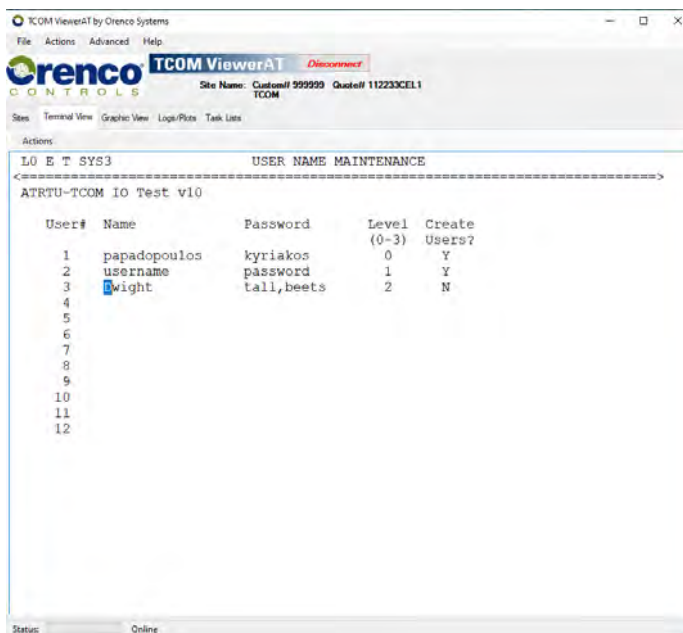 TCOM ViewerAT by Orenco Systems
File Actions Advanced Help
Orenco
CONTROLS
TCOM ViewerAT Disconnect
Site Name: Custom# 999999 Quote# 112233CEL1
TCOM
Sites Terminal View Graphic View Logs/Plots Task Lists
Actions
L0 E T SYS3 USER NAME MAINTENANCE
<==============================================================================>
ATRTU-TCOM IO Test v10
User# Name Password Level Create
(0-3) Users?
1 papadopoulos kyriakos 0 Y
2 username password 1 Y
3 Dwight tall,beets 2 N
4
5
6
7
8
9
10
11
12
Status: Online